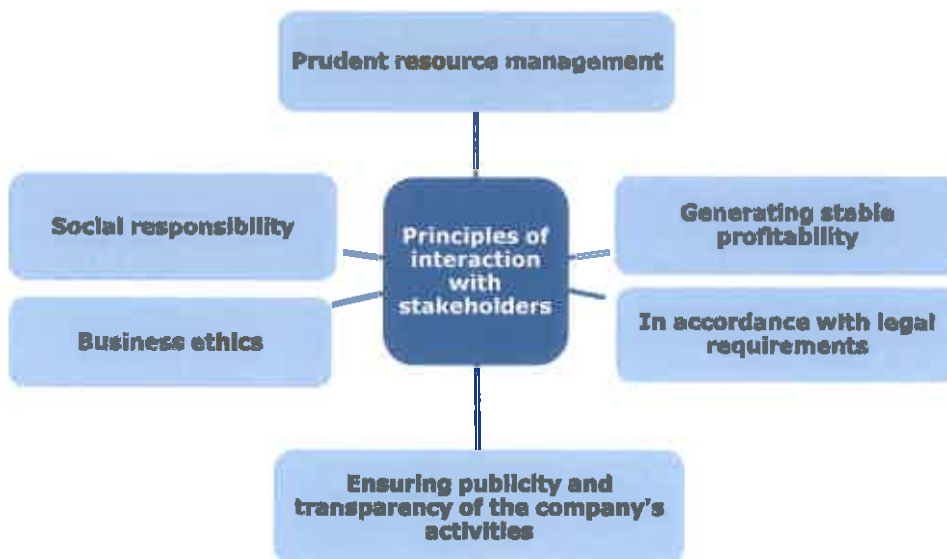 Prudent resource management
Social responsibility
Principles of
interaction
with
stakeholders
Generating stable
profitability
Business ethics
In accordance with legal
requirements
Ensuring publicity and
transparency of the company's
activities